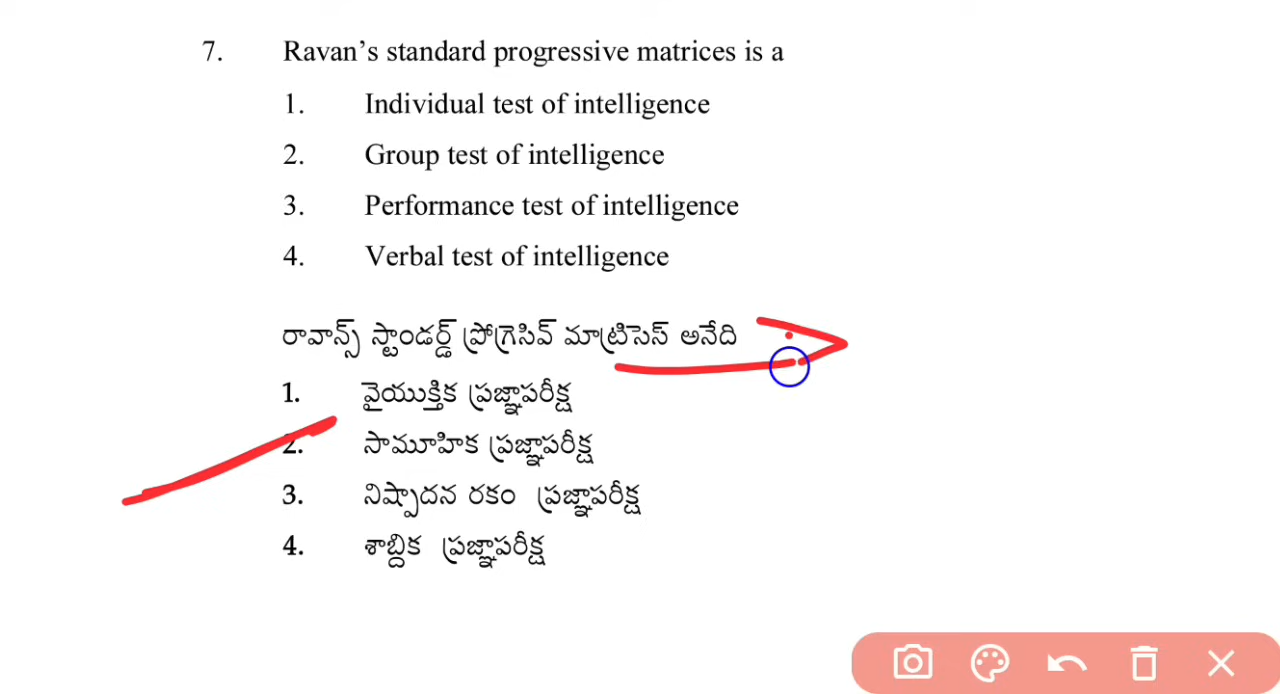 7. Ravan’s standard progressive matrices is a
1. Individual test of intelligence
2. Group test of intelligence
3. Performance test of intelligence
4. Verbal test of intelligence
రావాన్స్ స్టాండర్డ్ ప్రోగ్రెసివ్ మాట్రిసెస్ అనేది
1. వైయుక్తిక ప్రజ్ఞాపరీక్ష
2. సామూహిక ప్రజ్ఞాపరీక్ష
3. నిష్పాదన రకం ప్రజ్ఞాపరీక్ష
4. శాబ్దిక ప్రజ్ఞాపరీక్ష